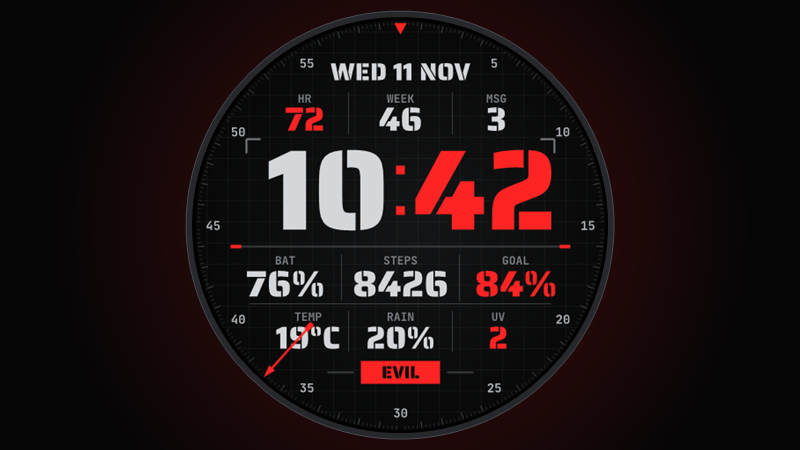 55 5
WED 11 NOV
HR WEEK MSG
72 46 3
50 10
10:42
45 15
BAT STEPS GOAL
76% 8426 84%
40 20
TEMP RAIN UV
19°C 20% 2
EVIL
35 25
30